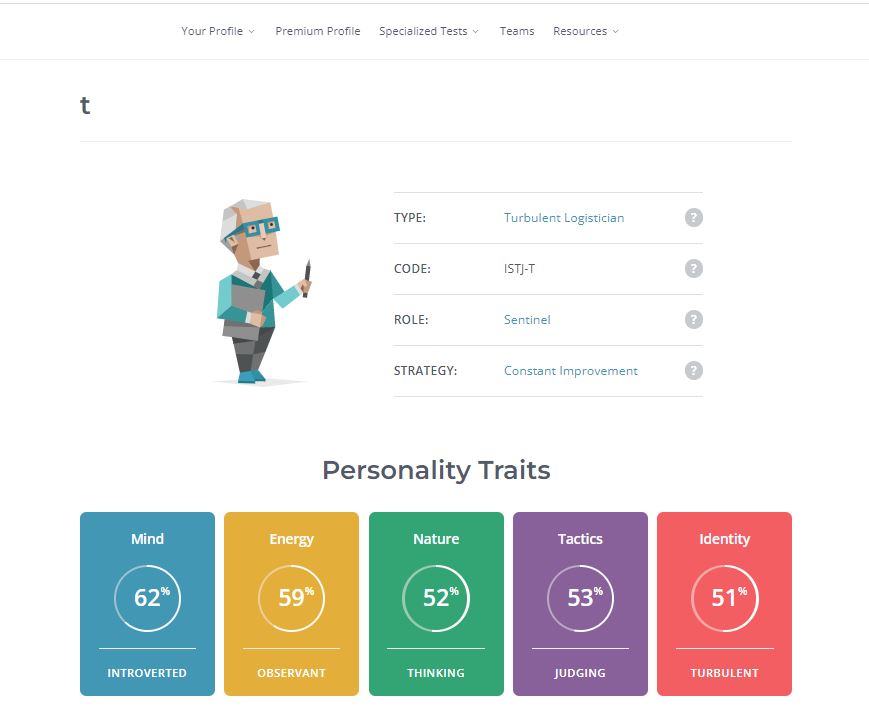 Your Profile Premium Profile Specialized Tests Teams Resources
t
TYPE: Turbulent Logistician ?
CODE: ISTJ-T ?
ROLE: Sentinel ?
STRATEGY: Constant Improvement ?
Personality Traits
Mind Energy Nature Tactics Identity
62% 59% 52% 53% 51%
INTROVERTED OBSERVANT THINKING JUDGING TURBULENT